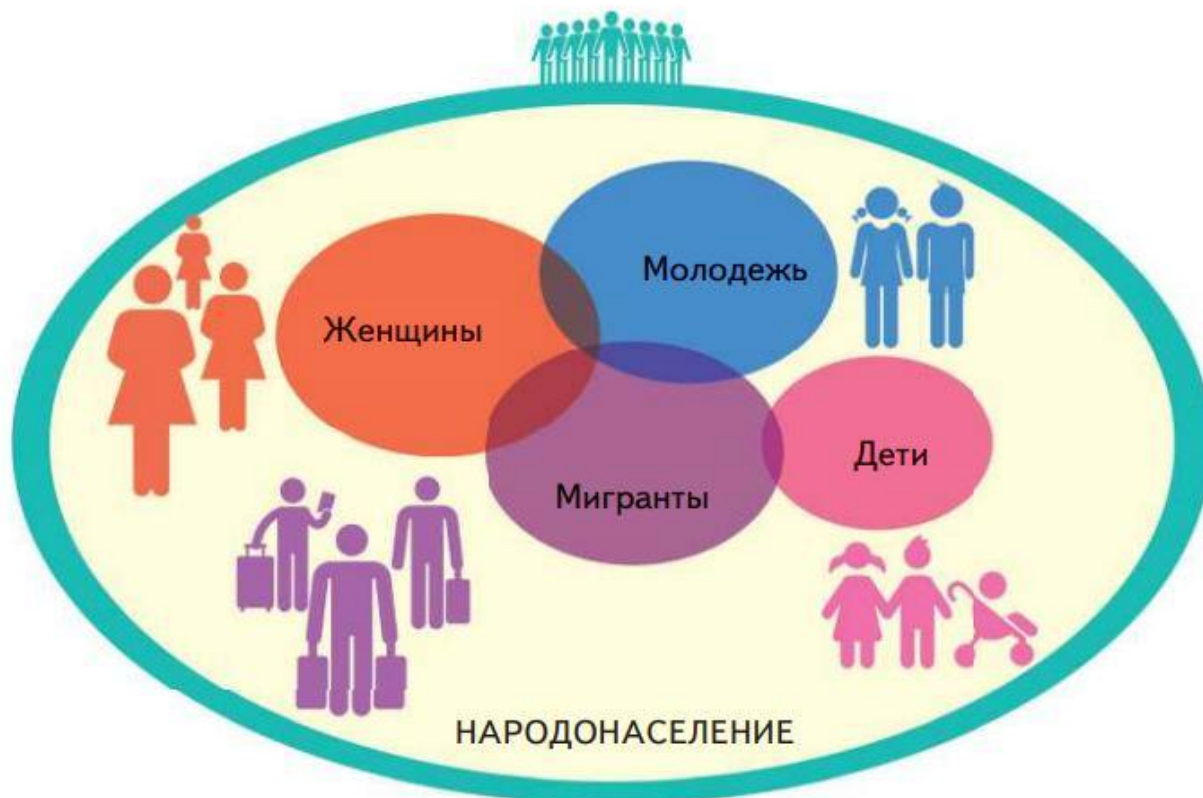 Молодежь
Женщины
Дети
Мигранты
НАРОДОНАСЕЛЕНИЕ